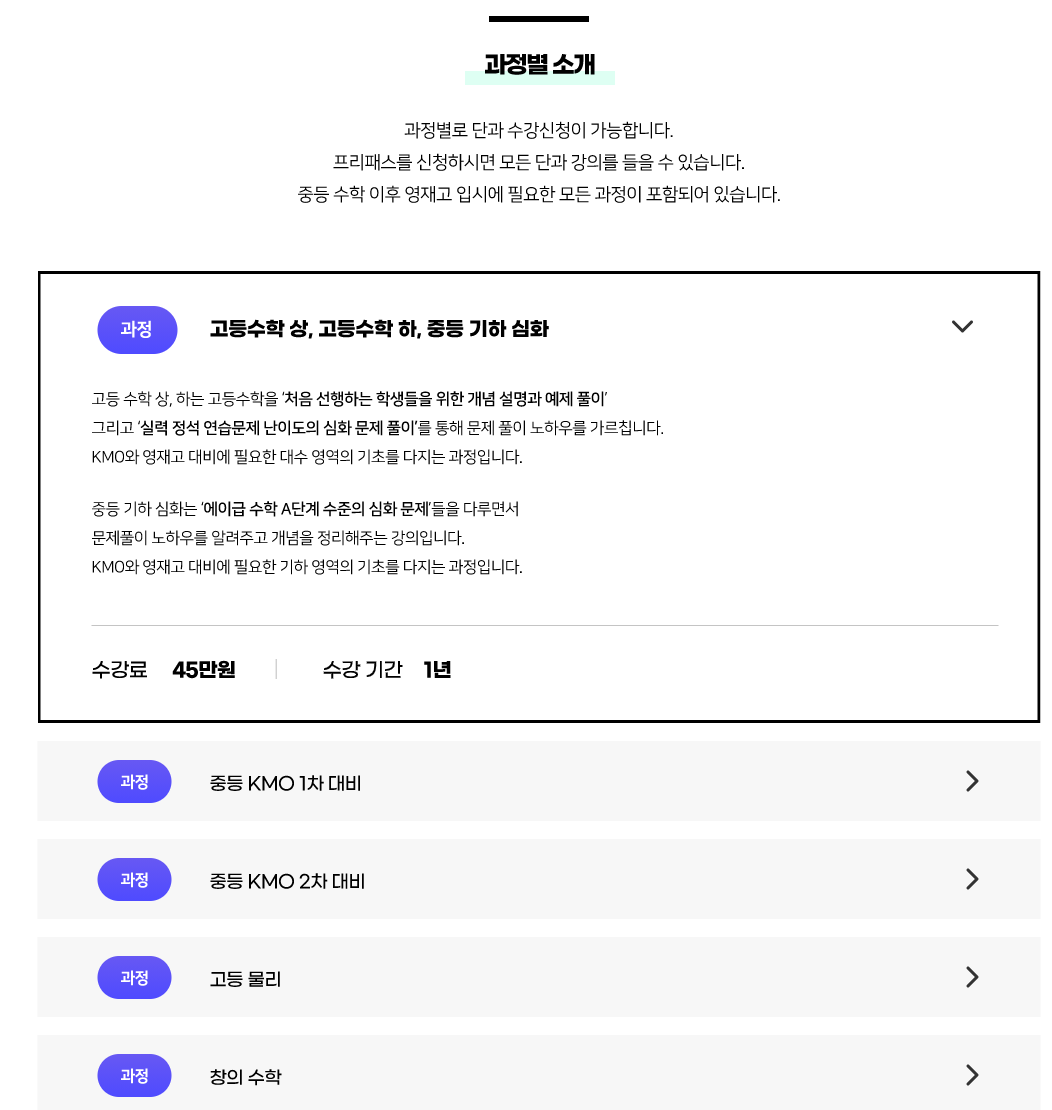 과정별 소개
과정별로 단과 수강신청이 가능합니다.
프리패스를 신청하시면 모든 단과 강의를 들을 수 있습니다.
중등 수학 이후 영재고 입시에 필요한 모든 과정이 포함되어 있습니다.
과정 고등수학 상, 고등수학 하, 중등 기하 심화
고등 수학 상, 하는 고등수학을 '처음 선행하는 학생들을 위한 개념 설명과 예제 풀이'
그리고 '실력 정석 연습문제 난이도의 심화 문제 풀이'를 통해 문제 풀이 노하우를 가르칩니다.
KMO와 영재고 대비에 필요한 대수 영역의 기초를 다지는 과정입니다.
중등 기하 심화는 '에이급 수학 A단계 수준의 심화 문제'들을 다루면서
문제풀이 노하우를 알려주고 개념을 정리해주는 강의입니다.
KMO와 영재고 대비에 필요한 기하 영역의 기초를 다지는 과정입니다.
수강료 45만원 | 수강 기간 1년
과정 중등 KMO 1차 대비
과정 중등 KMO 2차 대비
과정 고등 물리
과정 창의 수학